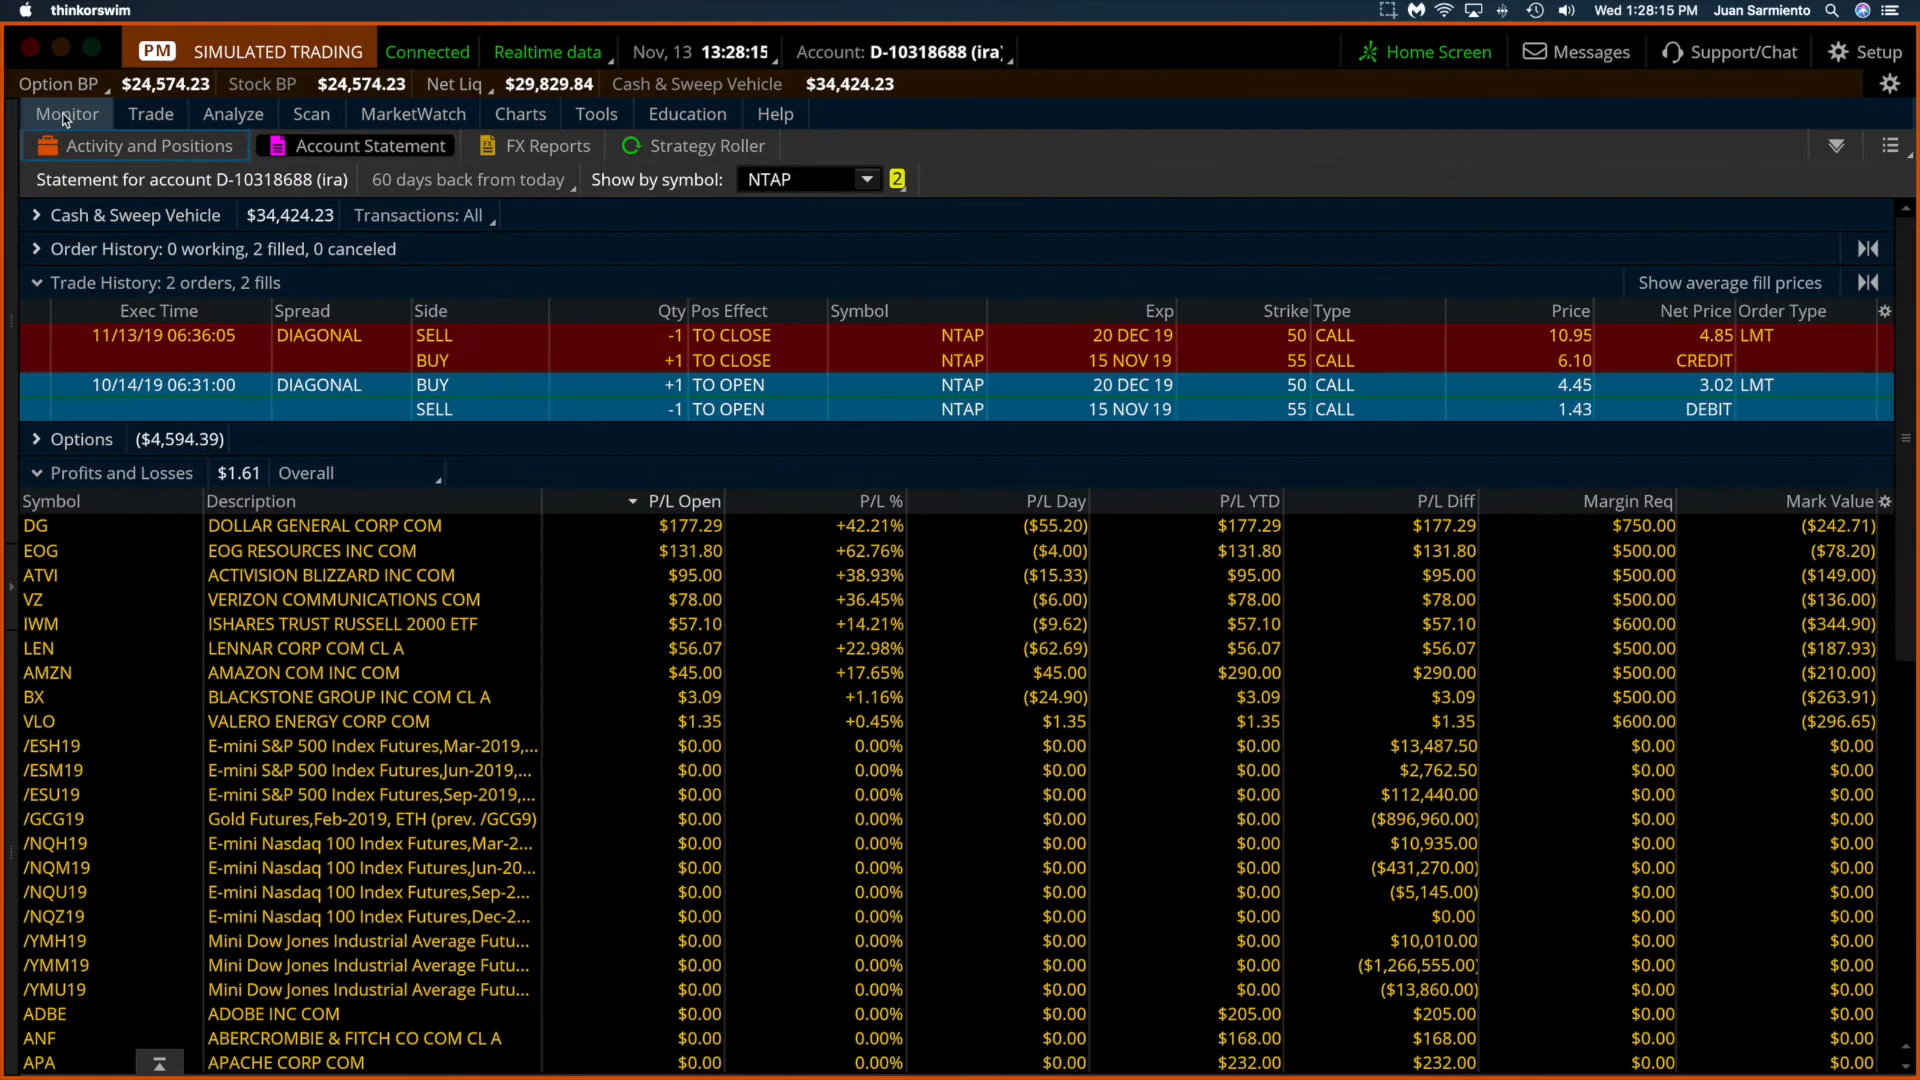 thinkorswim Wed 1:28:15 PM Juan Sarmiento
PM SIMULATED TRADING Connected Realtime data Nov, 13 13:28:15 Account: D-10318688 (ira) Home Screen Messages Support/Chat Setup
Option BP $24,574.23 Stock BP $24,574.23 Net Liq $29,829.84 Cash & Sweep Vehicle $34,424.23
Monitor Trade Analyze Scan MarketWatch Charts Tools Education Help
Activity and Positions Account Statement FX Reports Strategy Roller
Statement for account D-10318688 (ira) 60 days back from today Show by symbol: NTAP 2
Cash & Sweep Vehicle $34,424.23 Transactions: All
Order History: 0 working, 2 filled, 0 canceled
Trade History: 2 orders, 2 fills Show average fill prices
Exec Time Spread Side Qty Pos Effect Symbol Exp Strike Type Price Net Price Order Type
11/13/19 06:36:05 DIAGONAL SELL -1 TO CLOSE NTAP 20 DEC 19 50 CALL 10.95 4.85 LMT
BUY +1 TO CLOSE NTAP 15 NOV 19 55 CALL 6.10 CREDIT
10/14/19 06:31:00 DIAGONAL BUY +1 TO OPEN NTAP 20 DEC 19 50 CALL 4.45 3.02 LMT
SELL -1 TO OPEN NTAP 15 NOV 19 55 CALL 1.43 DEBIT
Options ($4,594.39)
Profits and Losses $1.61 Overall
Symbol Description P/L Open P/L % P/L Day P/L YTD P/L Diff Margin Req Mark Value
DG DOLLAR GENERAL CORP COM $177.29 +42.21% ($55.20) $177.29 $177.29 $750.00 ($242.71)
EOG EOG RESOURCES INC COM $131.80 +62.76% ($4.00) $131.80 $131.80 $500.00 ($78.20)
ATVI ACTIVISION BLIZZARD INC COM $95.00 +38.93% ($15.33) $95.00 $95.00 $500.00 ($149.00)
VZ VERIZON COMMUNICATIONS COM $78.00 +36.45% ($6.00) $78.00 $78.00 $500.00 ($136.00)
IWM ISHARES TRUST RUSSELL 2000 ETF $57.10 +14.21% ($9.62) $57.10 $57.10 $600.00 ($344.90)
LEN LENNAR CORP COM CL A $56.07 +22.98% ($62.69) $56.07 $56.07 $500.00 ($187.93)
AMZN AMAZON COM INC COM $45.00 +17.65% $45.00 $290.00 $290.00 $500.00 ($210.00)
BX BLACKSTONE GROUP INC COM CL A $3.09 +1.16% ($24.90) $3.09 $3.09 $500.00 ($263.91)
VLO VALERO ENERGY CORP COM $1.35 +0.45% $1.35 $1.35 $1.35 $600.00 ($296.65)
/ESH19 E-mini S&P 500 Index Futures,Mar-2019,... $0.00 0.00% $0.00 $0.00 $13,487.50 $0.00 $0.00
/ESM19 E-mini S&P 500 Index Futures,Jun-2019,... $0.00 0.00% $0.00 $0.00 $2,762.50 $0.00 $0.00
/ESU19 E-mini S&P 500 Index Futures,Sep-2019,... $0.00 0.00% $0.00 $0.00 $112,440.00 $0.00 $0.00
/GCG19 Gold Futures,Feb-2019, ETH (prev. /GCG9) $0.00 0.00% $0.00 $0.00 ($896,960.00) $0.00 $0.00
/NQH19 E-mini Nasdaq 100 Index Futures,Mar-2... $0.00 0.00% $0.00 $0.00 $10,935.00 $0.00 $0.00
/NQM19 E-mini Nasdaq 100 Index Futures,Jun-20... $0.00 0.00% $0.00 $0.00 ($431,270.00) $0.00 $0.00
/NQU19 E-mini Nasdaq 100 Index Futures,Sep-2... $0.00 0.00% $0.00 $0.00 ($5,145.00) $0.00 $0.00
/NQZ19 E-mini Nasdaq 100 Index Futures,Dec-2... $0.00 0.00% $0.00 $0.00 $0.00 $0.00 $0.00
/YMH19 Mini Dow Jones Industrial Average Futu... $0.00 0.00% $0.00 $0.00 $10,010.00 $0.00 $0.00
/YMM19 Mini Dow Jones Industrial Average Futu... $0.00 0.00% $0.00 $0.00 ($1,266,555.00) $0.00 $0.00
/YMU19 Mini Dow Jones Industrial Average Futu... $0.00 0.00% $0.00 $0.00 ($13,860.00) $0.00 $0.00
ADBE ADOBE INC COM $0.00 0.00% $0.00 $205.00 $205.00 $0.00 $0.00
ANF ABERCROMBIE & FITCH CO COM CL A $0.00 0.00% $0.00 $168.00 $168.00 $0.00 $0.00
APA APACHE CORP COM $0.00 0.00% $0.00 $232.00 $232.00 $0.00 $0.00